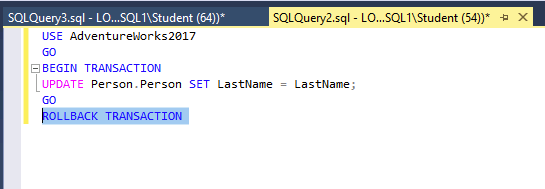 SQLQuery3.sql - LO...SQL1\Student (64))* SQLQuery2.sql - LO...SQL1\Student (54))*
USE AdventureWorks2017
GO
BEGIN TRANSACTION
UPDATE Person.Person SET LastName = LastName;
GO
ROLLBACK TRANSACTION